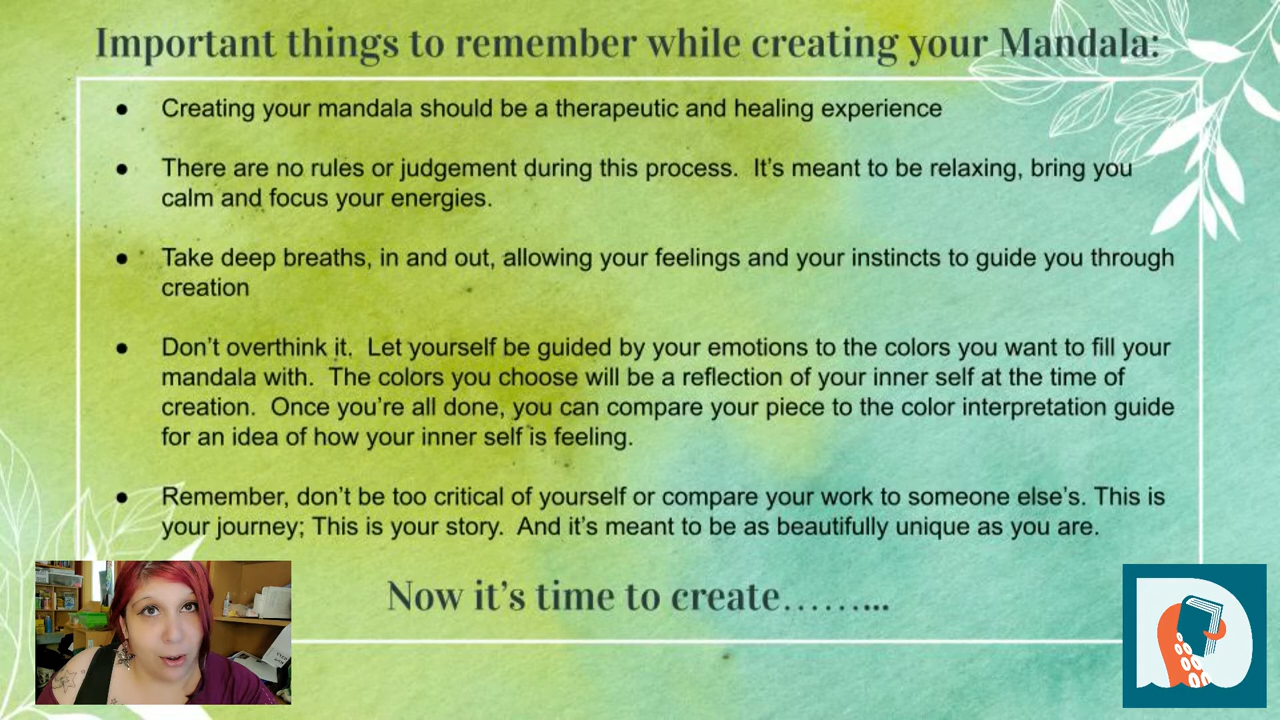 Important things to remember while creating your Mandala:
● Creating your mandala should be a therapeutic and healing experience
● There are no rules or judgement during this process.  It’s meant to be relaxing, bring you
calm and focus your energies.
● Take deep breaths, in and out, allowing your feelings and your instincts to guide you through
creation
● Don’t overthink it.  Let yourself be guided by your emotions to the colors you want to fill your
mandala with.  The colors you choose will be a reflection of your inner self at the time of
creation.  Once you’re all done, you can compare your piece to the color interpretation guide
for an idea of how your inner self is feeling.
● Remember, don’t be too critical of yourself or compare your work to someone else’s. This is
your journey; This is your story.  And it’s meant to be as beautifully unique as you are.
Now it’s time to create……...